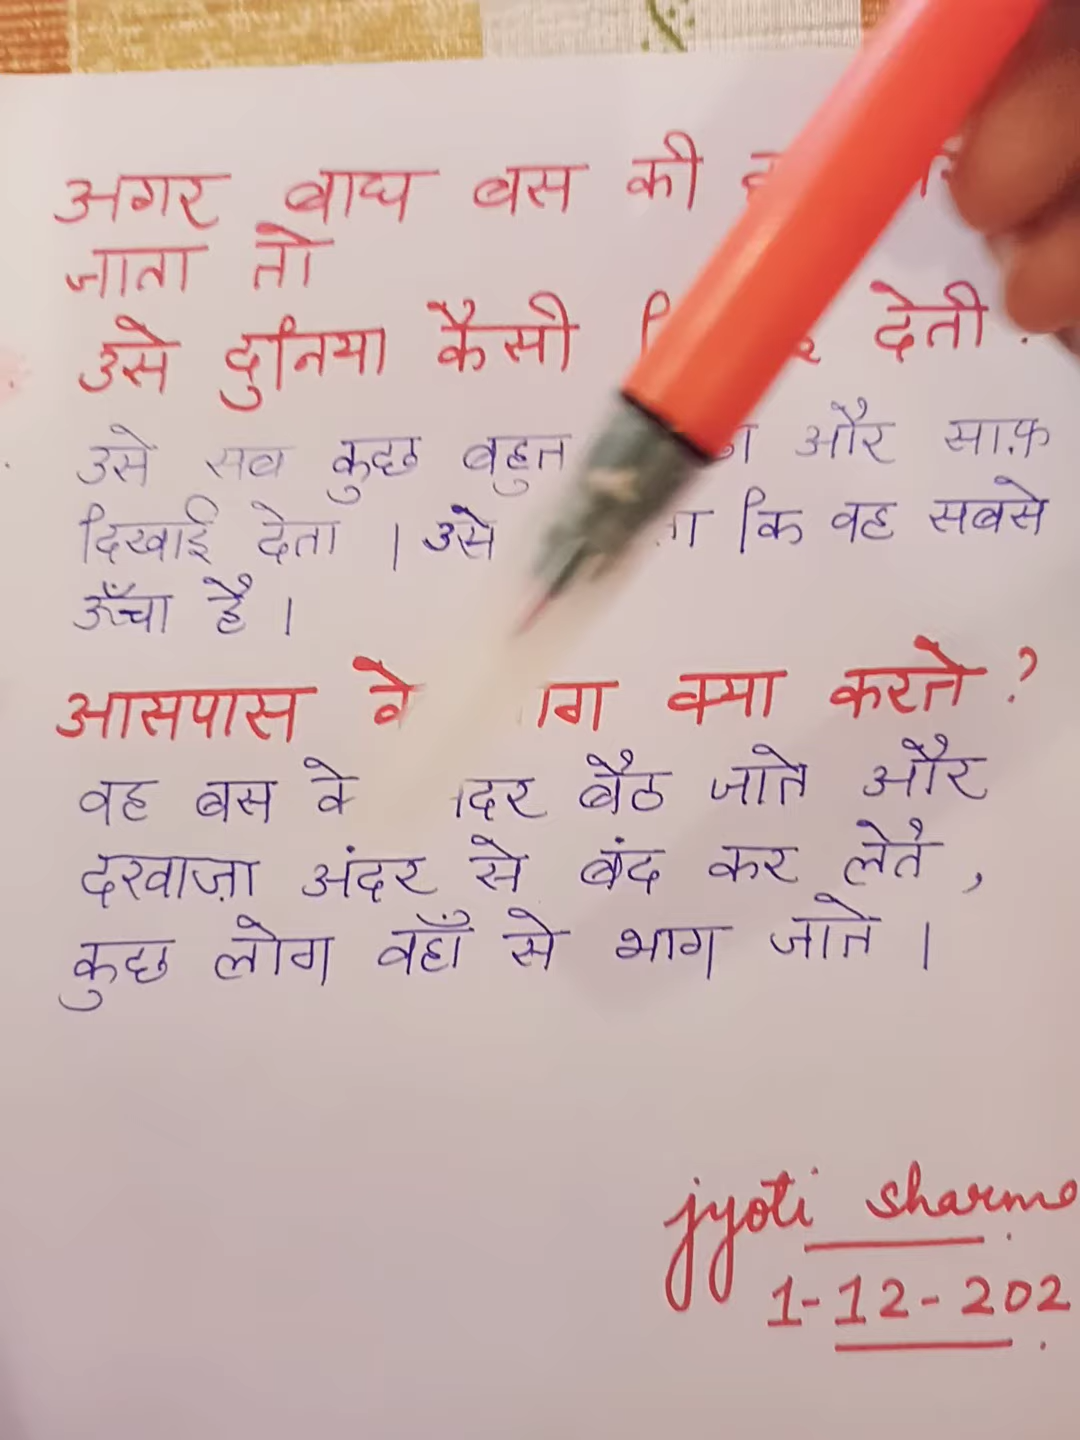 अगर बाघ बस की
जाता तो
उसे दुनिया कैसी देती
उसे सब कुछ बहुत और साफ़
दिखाई देता । उसे कि वह सबसे
ऊँचा है ।
आसपास क्या करते ?
वह बस बैठ जाते और
दरवाज़ा अंदर से बंद कर लेते ,
कुछ लोग वहाँ से भाग जाते ।
jyoti sharma
1-12-202